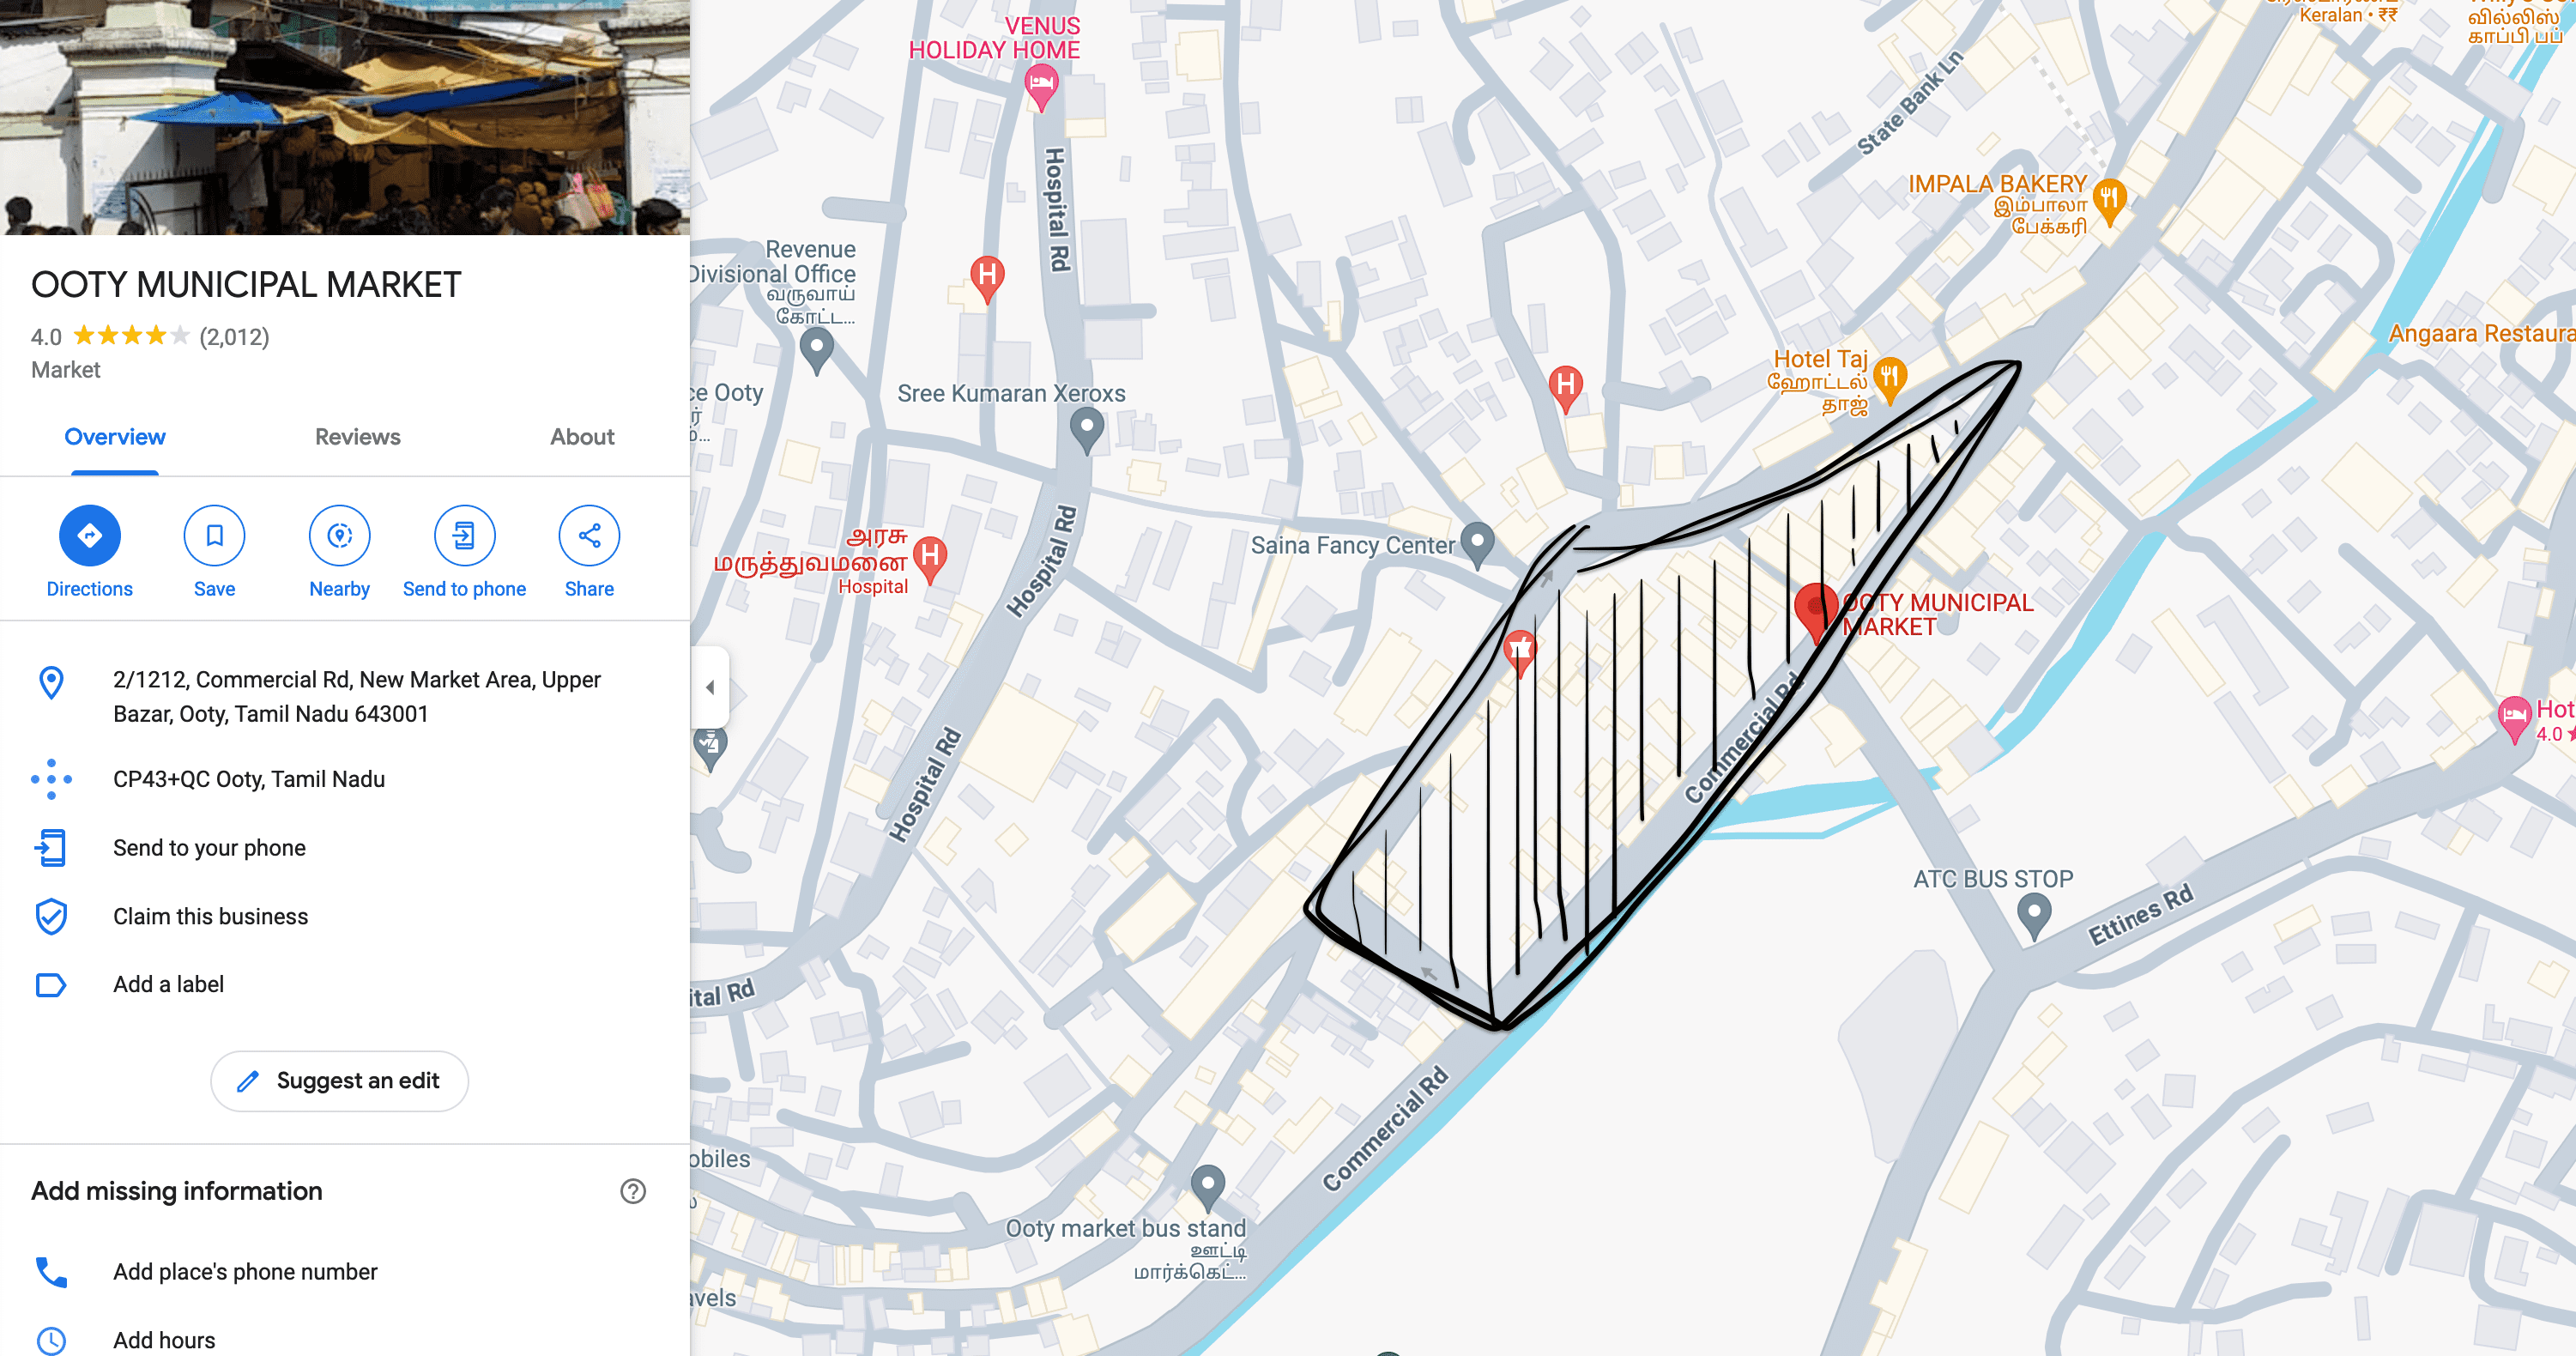 OOTY MUNICIPAL MARKET
4.0
(2,012)
Market
Overview
Reviews
About
Directions
Save
Nearby
Send to phone
Share
2/1212, Commercial Rd, New Market Area, Upper
Bazar, Ooty, Tamil Nadu 643001
CP43+QC Ooty, Tamil Nadu
Send to your phone
Claim this business
Add a label
Suggest an edit
Add missing information
Add place's phone number
Add hours
VENUS
HOLIDAY HOME
Hospital Rd
Revenue
Divisional Office
வருவாய்
கோட்ட...
H
ce Ooty
Sree Kumaran Xeroxs
அரசு
மருத்துவமனை
Hospital
H
Hospital Rd
Hospital Rd
ital Rd
obiles
avels
Saina Fancy Center
H
State Bank Ln
Keralan • ₹₹
வில்லிஸ்
காப்பி பப்
IMPALA BAKERY
இம்பாலா
பேக்கரி
Hotel Taj
ஹோட்டல்
தாஜ்
Angaara Restaura
OOTY MUNICIPAL
MARKET
Commercial Rd
Hot
4.0
ATC BUS STOP
Ettines Rd
Commercial Rd
Ooty market bus stand
ஊட்டி
மார்க்கெட்...